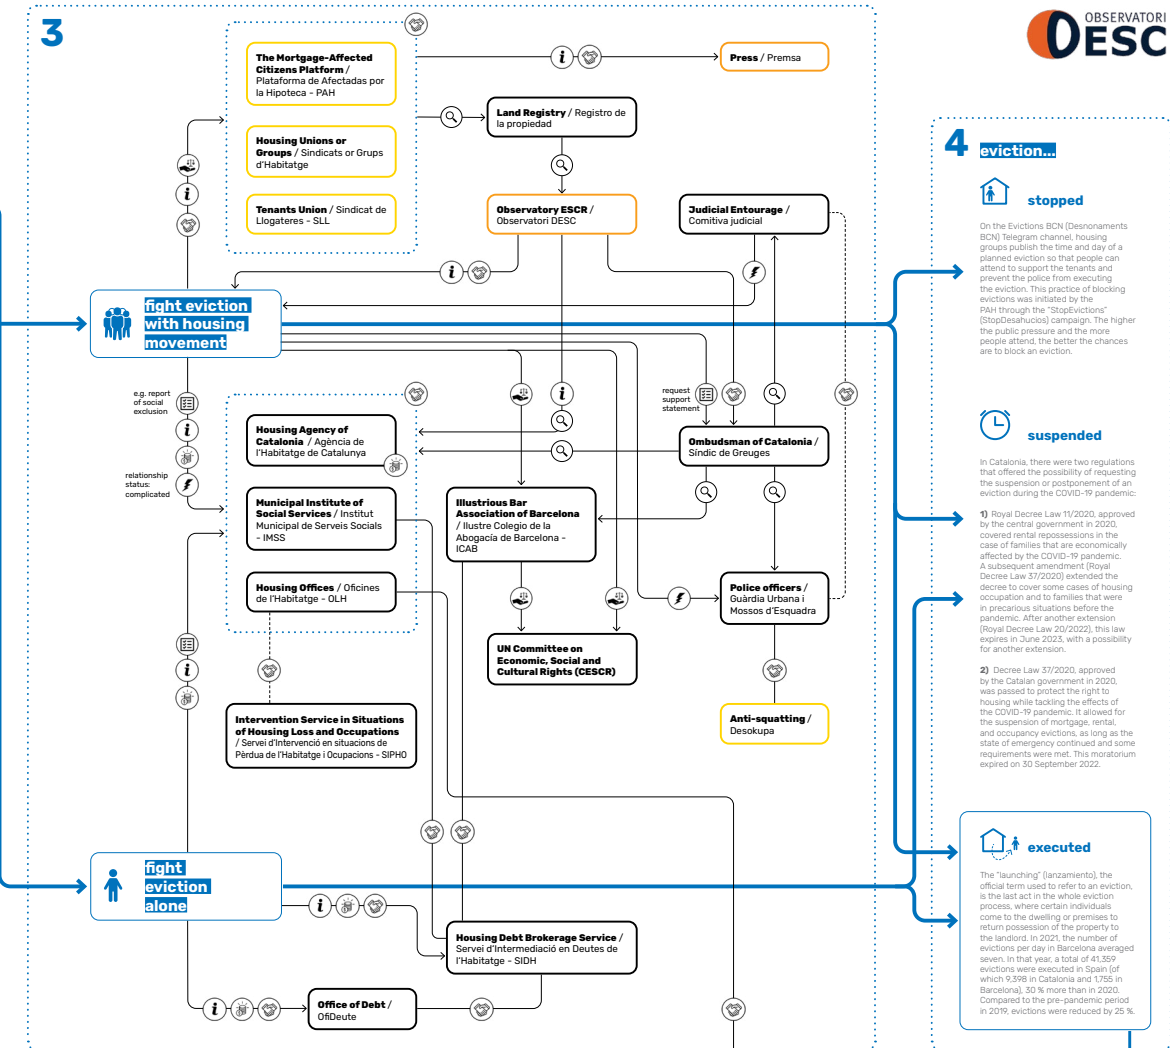 3
OBSERVATORI
DESC
The Mortgage-Affected
Citizens Platform /
Plataforma de Afectadas por
la Hipoteca - PAH
i
Press / Premsa
Land Registry / Registro de
la propiedad
Housing Unions or
Groups / Sindicats or Grups
d'Habitatge
i
Tenants Union / Sindicat de
Llogateres - SLL
Observatory ESCR /
Observatori DESC
Judicial Entourage /
Comitiva judicial
i
fight eviction
with housing
movement
e.g. report
of social
exclusion
i
relationship
status:
complicated
i
request
support
statement
Housing Agency of
Catalonia / Agència de
l'Habitatge de Catalunya
Ombudsman of Catalonia /
Síndic de Greuges
Municipal Institute of
Social Services / Institut
Municipal de Serveis Socials
- IMSS
Illustrious Bar
Association of Barcelona
/ Ilustre Colegio de la
Abogacía de Barcelona -
ICAB
Housing Offices / Oficines
de l'Habitatge - OLH
Police officers /
Guàrdia Urbana i
Mossos d'Esquadra
UN Committee on
Economic, Social and
Cultural Rights (CESCR)
i
Intervention Service in Situations
of Housing Loss and Occupations
/ Servei d'Intervenció en situacions de
Pèrdua de l'Habitatge i Ocupacions - SIPHO
Anti-squatting /
Desokupa
fight
eviction
alone
i
Housing Debt Brokerage Service /
Servei d'Intermediació en Deutes de
l'Habitatge - SIDH
i
Office of Debt /
OfiDeute
4 eviction...
stopped
On the Evictions BCN (Desnonaments
BCN) Telegram channel, housing
groups publish the time and day of a
planned eviction so that people can
attend to support the tenants and
prevent the police from executing
the eviction. This practice of blocking
evictions was initiated by the
PAH through the "StopEvictions"
(StopDesahucios) campaign. The higher
the public pressure and the more
people attend, the better the chances
are to block an eviction.
suspended
In Catalonia, there were two regulations
that offered the possibility of requesting
the suspension or postponement of an
eviction during the COVID-19 pandemic:
1) Royal Decree Law 11/2020, approved
by the central government in 2020,
covered rental repossessions in the
case of families that are economically
affected by the COVID-19 pandemic.
A subsequent amendment (Royal
Decree Law 37/2020) extended the
decree to cover some cases of housing
occupation and to families that were
in precarious situations before the
pandemic. After another extension
(Royal Decree Law 20/2022), this law
expires in June 2023, with a possibility
for another extension.
2) Decree Law 37/2020, approved
by the Catalan government in 2020,
was passed to protect the right to
housing while tackling the effects of
the COVID-19 pandemic. It allowed for
the suspension of mortgage, rental,
and occupancy evictions, as long as the
state of emergency continued and some
requirements were met. This moratorium
expired on 30 September 2022.
executed
The "launching" (lanzamiento), the
official term used to refer to an eviction,
is the last act in the whole eviction
process, where certain individuals
come to the dwelling or premises to
return possession of the property to
the landlord. In 2021, the number of
evictions per day in Barcelona averaged
seven. In that year, a total of 41,359
evictions were executed in Spain (of
which 9,398 in Catalonia and 1,755 in
Barcelona), 30 % more than in 2020.
Compared to the pre-pandemic period
in 2019, evictions were reduced by 25 %.